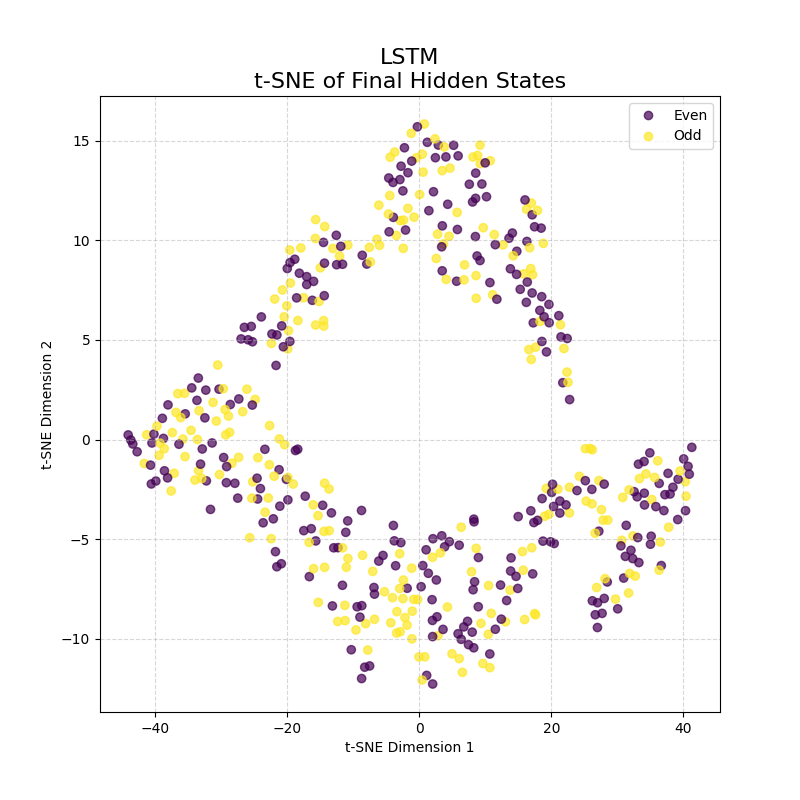 LSTM
t-SNE of Final Hidden States
Even
Odd
15
10
5
0
−5
−10
−40
−20
0
20
40
t-SNE Dimension 1
t-SNE Dimension 2